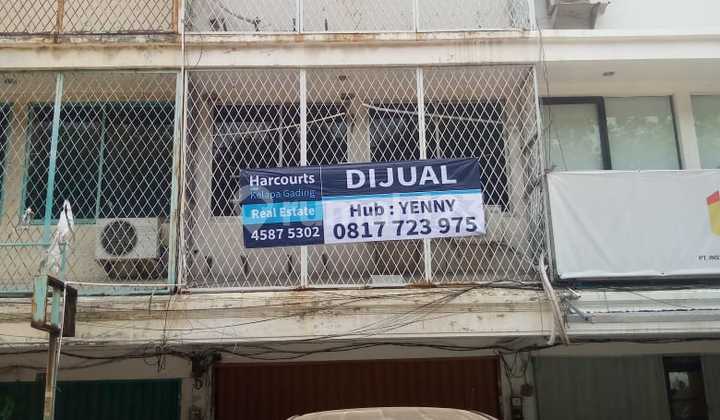 Harcourts
Kelapa Gading
Real Estate
4587 5302
DIJUAL
Hub : YENNY
0817 723 975